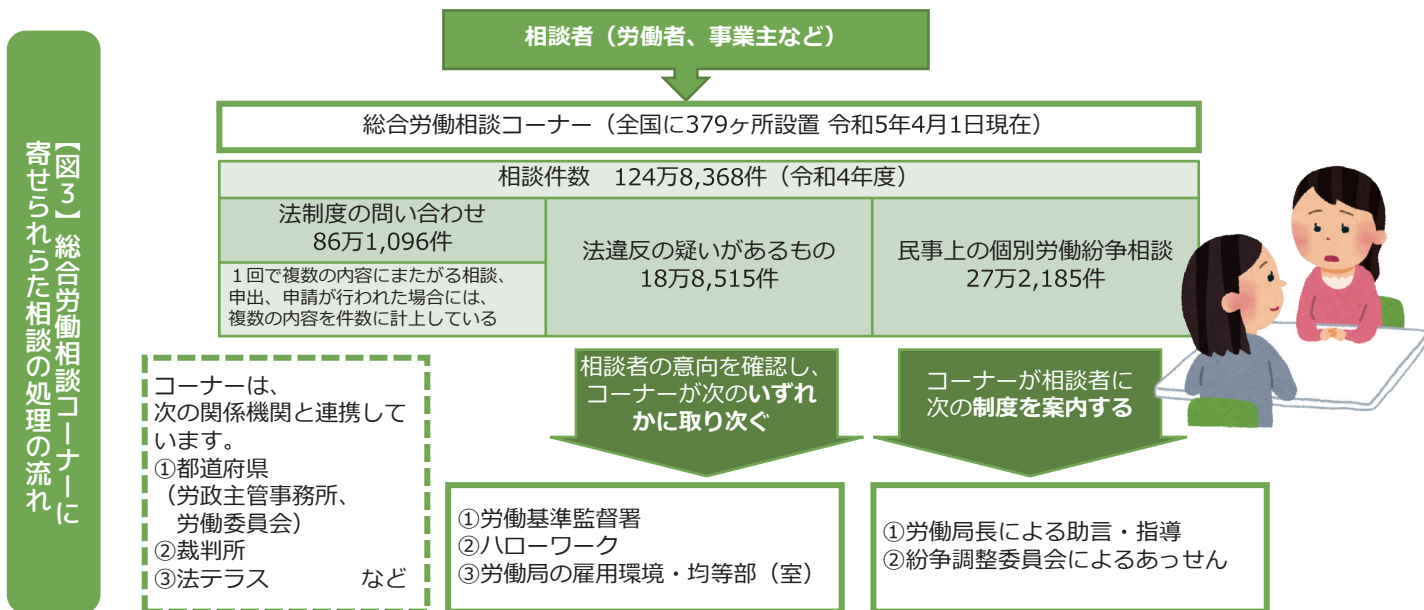 【図３】総合労働相談コーナーに
寄せられらた相談の処理の流れ
相談者（労働者、事業主など）
総合労働相談コーナー（全国に379ヶ所設置 令和5年4月1日現在）
相談件数　124万8,368件（令和4年度）
法制度の問い合わせ
86万1,096件
１回で複数の内容にまたがる相談、
申出、申請が行われた場合には、
複数の内容を件数に計上している
法違反の疑いがあるもの
18万8,515件
民事上の個別労働紛争相談
27万2,185件
コーナーは、
次の関係機関と連携して
います。
①都道府県
（労政主管事務所、
労働委員会）
②裁判所
③法テラス　　　　など
相談者の意向を確認し、
コーナーが次のいずれ
かに取り次ぐ
①労働基準監督署
②ハローワーク
③労働局の雇用環境・均等部（室）
コーナーが相談者に
次の制度を案内する
①労働局長による助言・指導
②紛争調整委員会によるあっせん